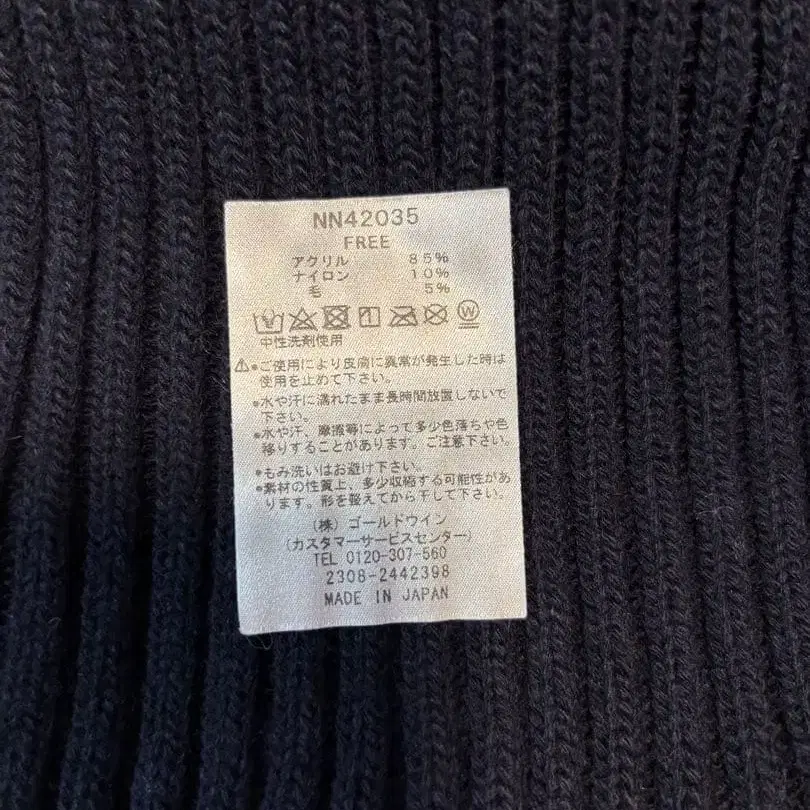 NN42035
FREE
アクリル 85%
ナイロン 10%
毛 5%
W
中性洗剤使用
⚠●ご使用により皮膚に異常が発生した時は
使用を止めて下さい。
●水や汗に濡れたまま長時間放置しないで
下さい。
●水や汗、摩擦等によって多少色落ちや色
移りすることがあります。ご注意下さい。
●もみ洗いはお避け下さい。
●素材の性質上、多少収縮する可能性があ
ります。形を整えてから干して下さい。
(株)ゴールドウイン
(カスタマーサービスセンター)
TEL 0120-307-560
2308-2442398
MADE IN JAPAN